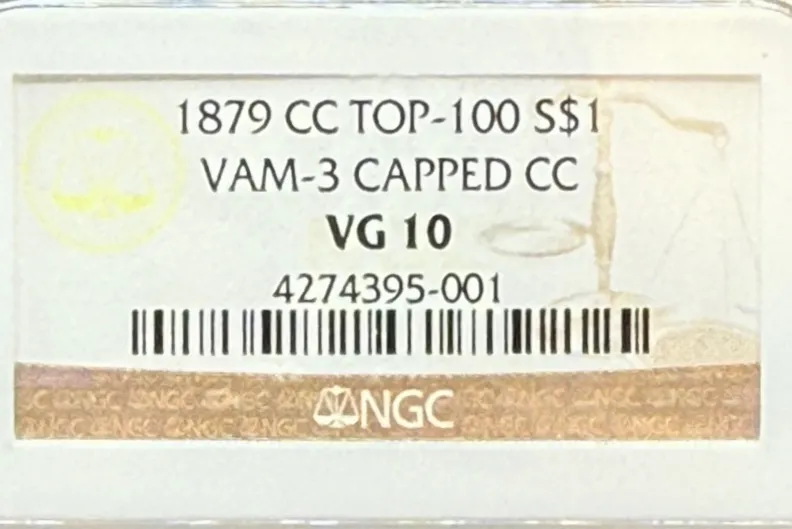 1879 CC TOP-100 S$1
VAM-3 CAPPED CC
VG 10
4274395-001
NGC